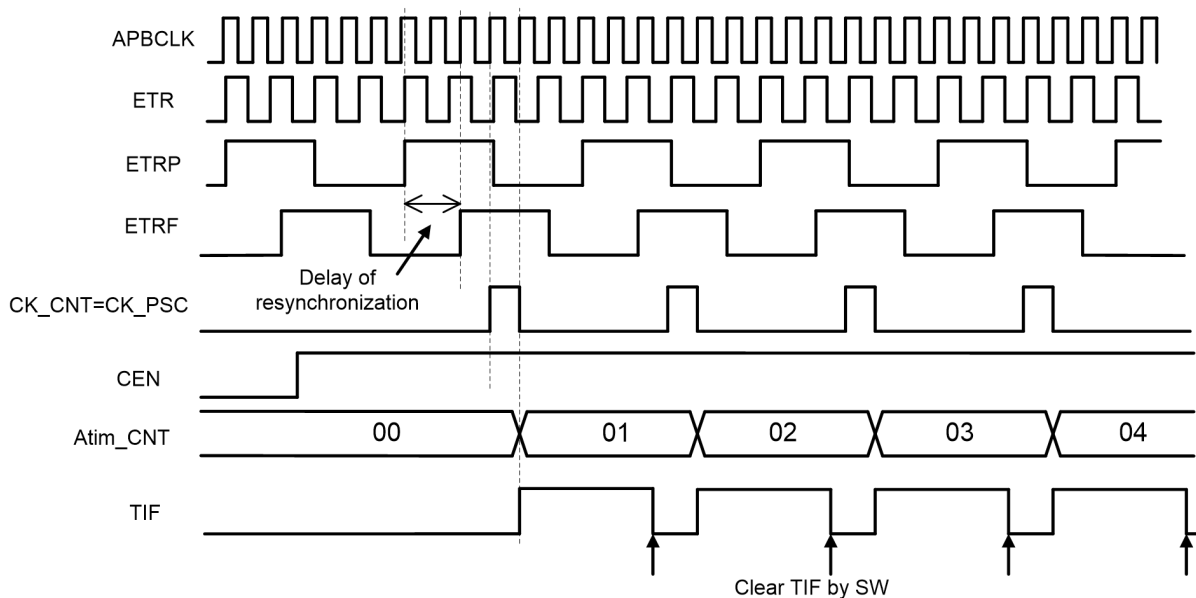 APBCLK
ETR
ETRP
ETRF
Delay of
resynchronization
CK_CNT=CK_PSC
CEN
Atim_CNT
00
01
02
03
04
TIF
Clear TIF by SW